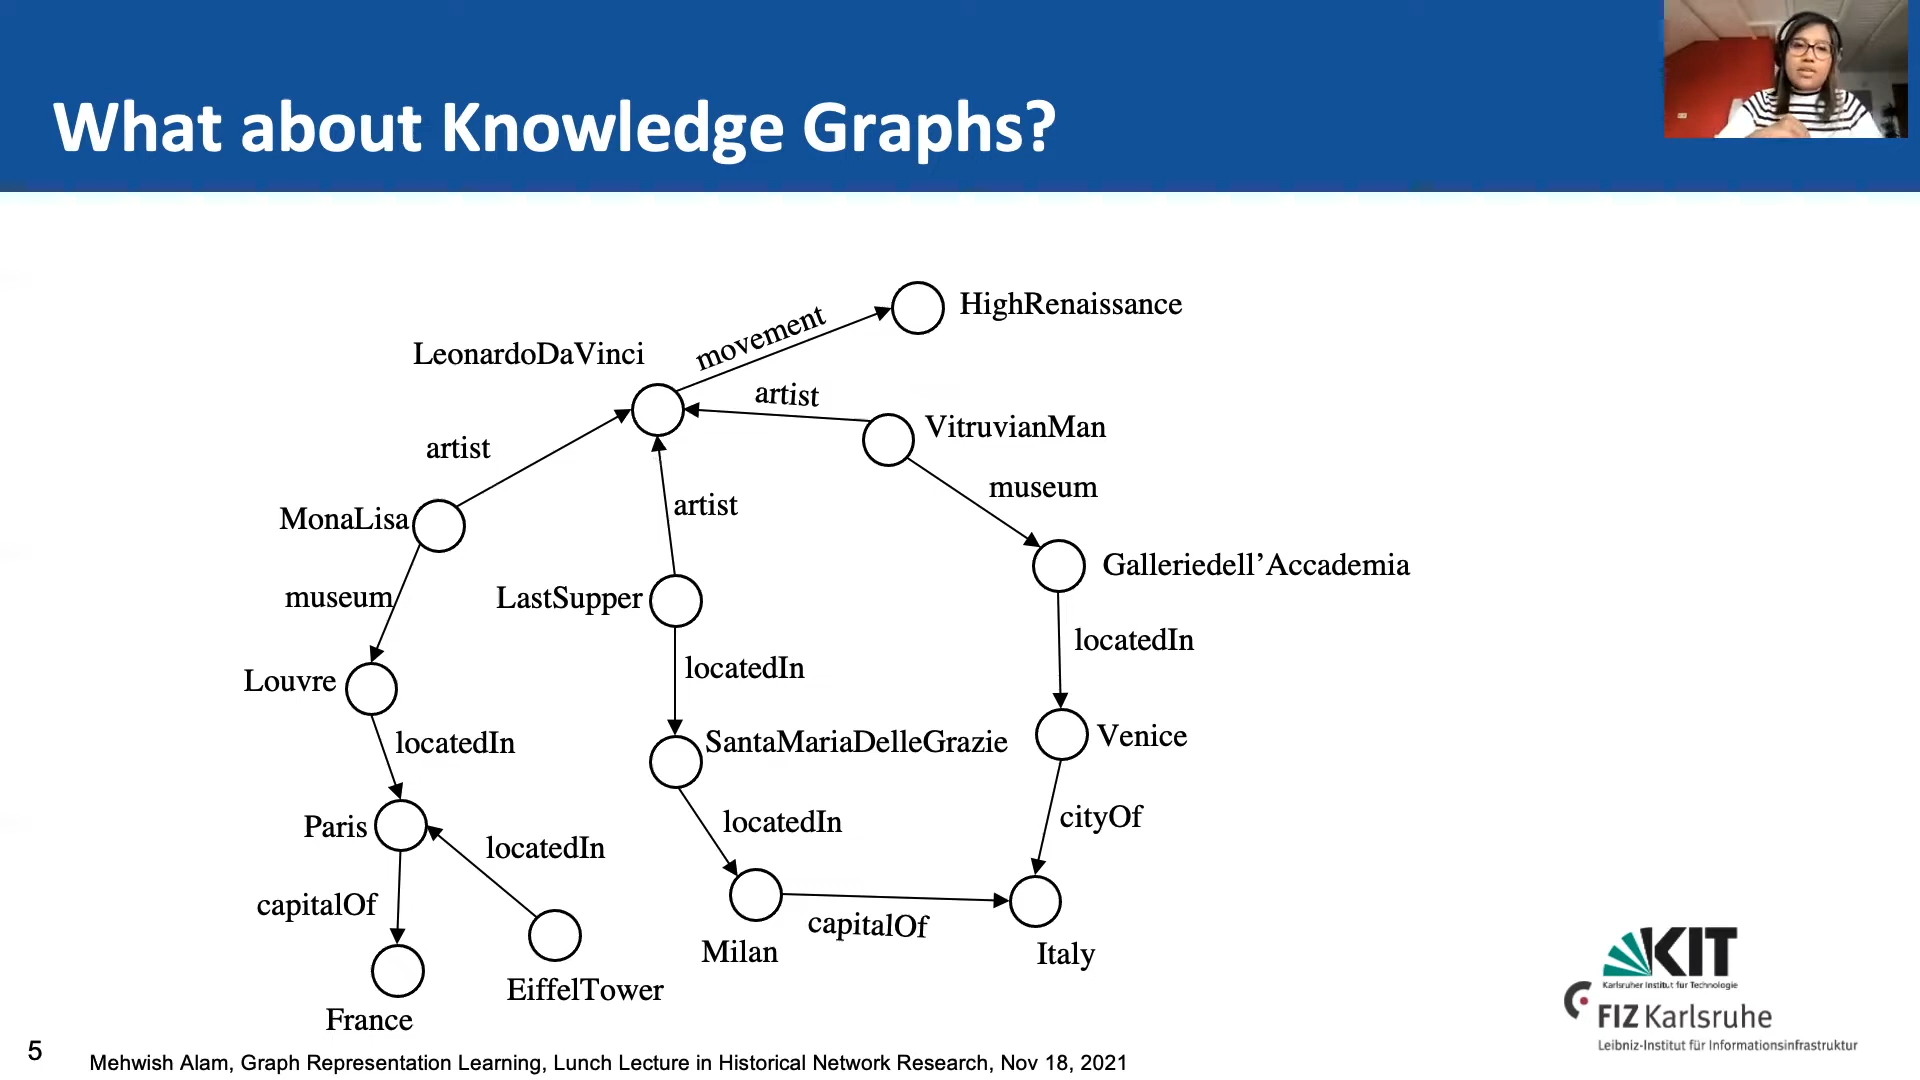 What about Knowledge Graphs?
HighRenaissance
movement
LeonardoDaVinci
artist
VitruvianMan
artist
museum
artist
MonaLisa
Galleriedell’Accademia
museum
LastSupper
locatedIn
locatedIn
Louvre
locatedIn
SantaMariaDelleGrazie
Venice
cityOf
locatedIn
Paris
locatedIn
capitalOf
capitalOf
Milan
Italy
EiffelTower
France
KIT
Karlsruher Institut für Technologie
FIZ Karlsruhe
Leibniz-Institut für Informationsinfrastruktur
5
Mehwish Alam, Graph Representation Learning, Lunch Lecture in Historical Network Research, Nov 18, 2021